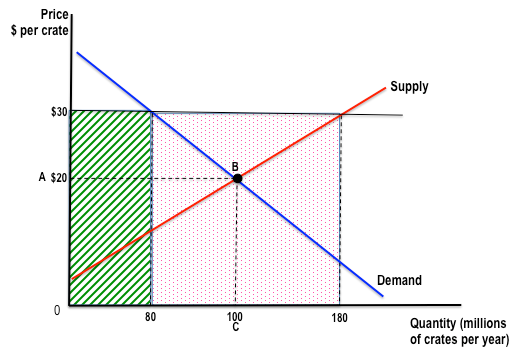 Price
$ per crate
Supply
$30
B
A $20
Demand
0
80 100 180
C
Quantity (millions
of crates per year)